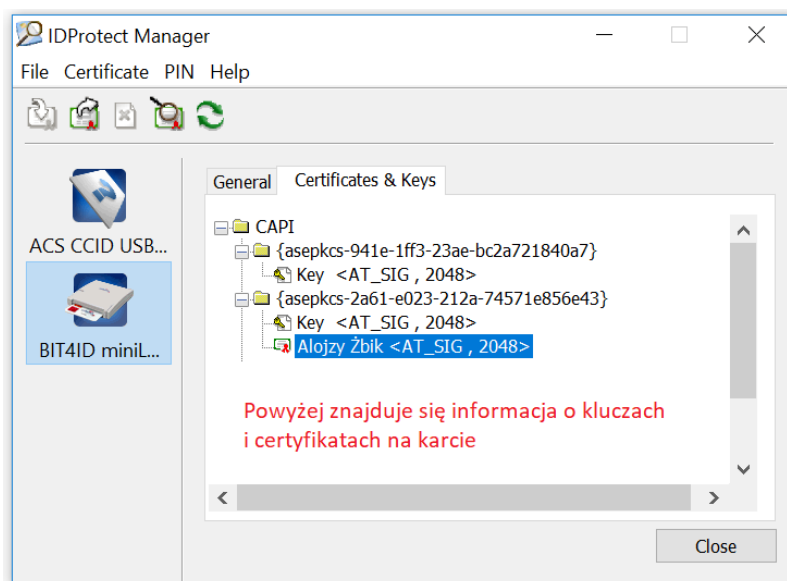 IDProtect Manager
File Certificate PIN Help
General Certificates & Keys
ACS CCID USB...
BIT4ID miniL...
CAPI
{asepkcs-941e-1ff3-23ae-bc2a721840a7}
Key <AT_SIG , 2048>
{asepkcs-2a61-e023-212a-74571e856e43}
Key <AT_SIG , 2048>
Alojzy Żbik <AT_SIG , 2048>
Powyżej znajduje się informacja o kluczach
i certyfikatach na karcie
Close